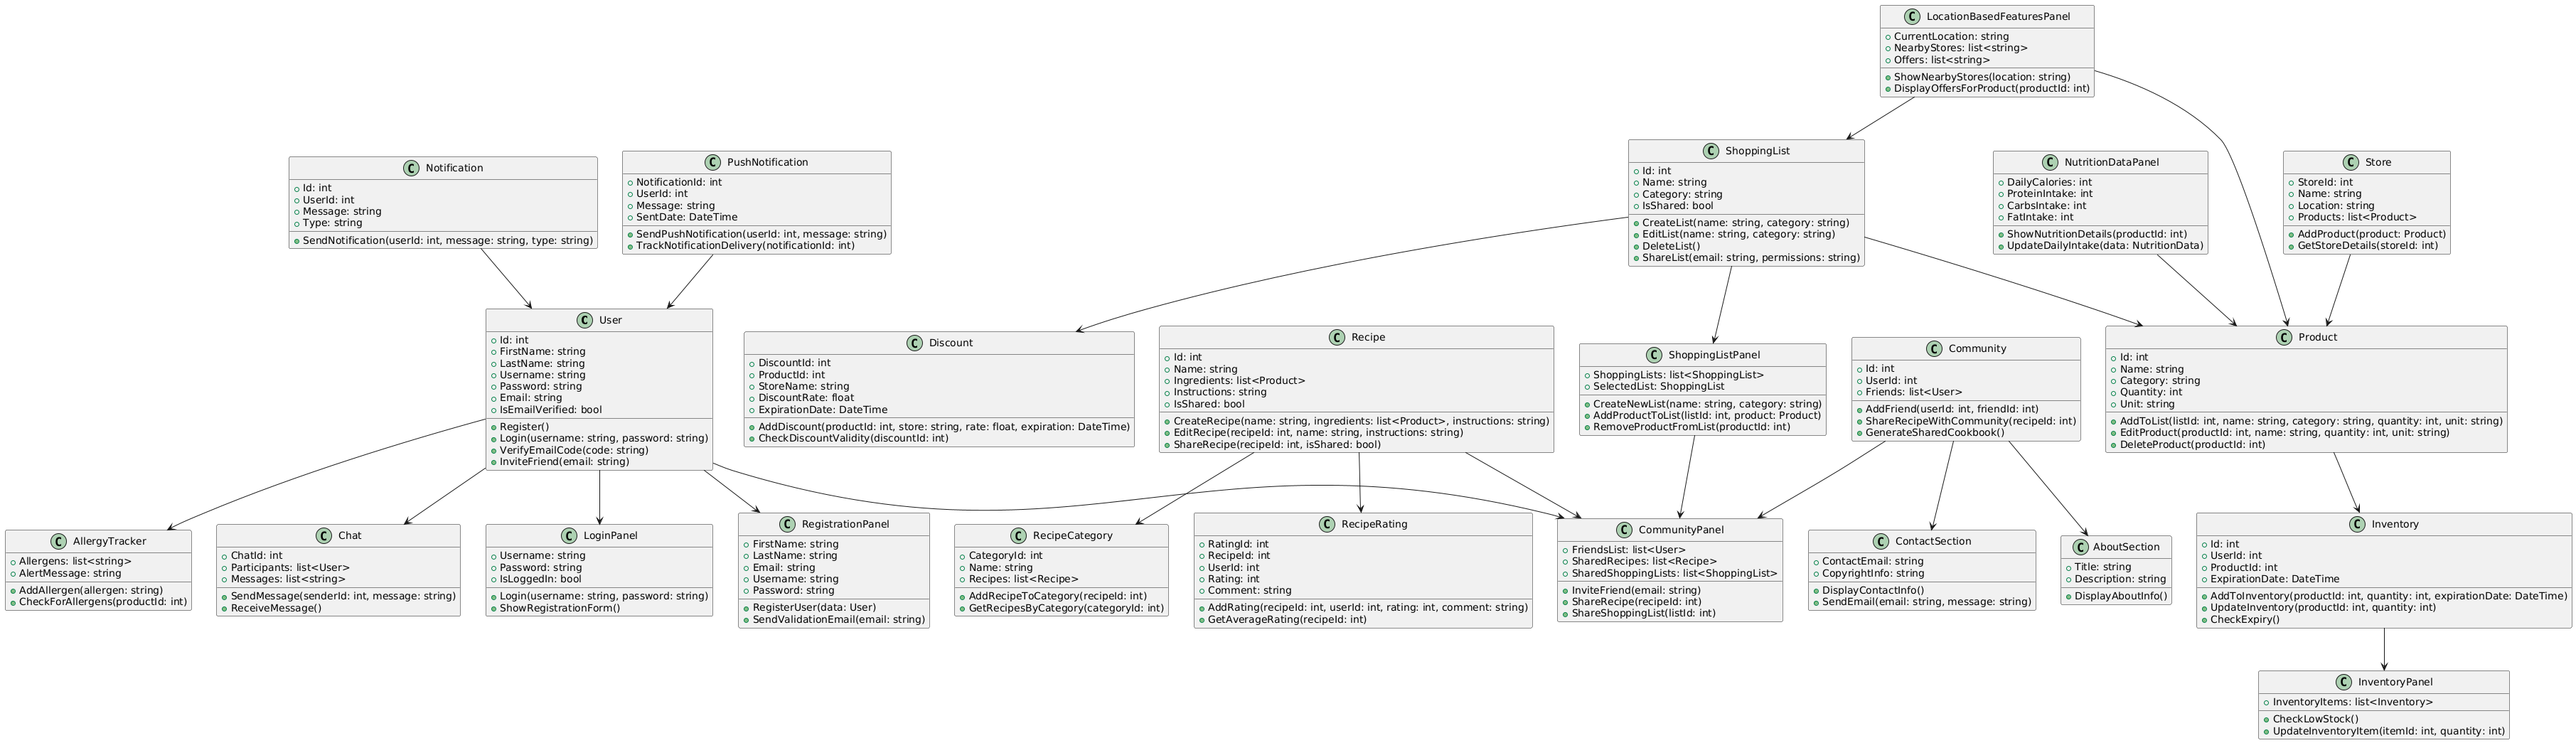 LocationBasedFeaturesPanel
CurrentLocation: string
NearbyStores: list<string>
Offers: list<string>
ShowNearbyStores(location: string)
DisplayOffersForProduct(productId: int)
Notification
Id: int
UserId: int
Message: string
Type: string
SendNotification(userId: int, message: string, type: string)
PushNotification
NotificationId: int
UserId: int
Message: string
SentDate: DateTime
SendPushNotification(userId: int, message: string)
TrackNotificationDelivery(notificationId: int)
ShoppingList
Id: int
Name: string
Category: string
IsShared: bool
CreateList(name: string, category: string)
EditList(name: string, category: string)
DeleteList()
ShareList(email: string, permissions: string)
NutritionDataPanel
DailyCalories: int
ProteinIntake: int
CarbsIntake: int
FatIntake: int
ShowNutritionDetails(productId: int)
UpdateDailyIntake(data: NutritionData)
Store
StoreId: int
Name: string
Location: string
Products: list<Product>
AddProduct(product: Product)
GetStoreDetails(storeId: int)
User
Id: int
FirstName: string
LastName: string
Username: string
Password: string
Email: string
IsEmailVerified: bool
Register()
Login(username: string, password: string)
VerifyEmailCode(code: string)
InviteFriend(email: string)
Discount
DiscountId: int
ProductId: int
StoreName: string
DiscountRate: float
ExpirationDate: DateTime
AddDiscount(productId: int, store: string, rate: float, expiration: DateTime)
CheckDiscountValidity(discountId: int)
Recipe
Id: int
Name: string
Ingredients: list<Product>
Instructions: string
IsShared: bool
CreateRecipe(name: string, ingredients: list<Product>, instructions: string)
EditRecipe(recipeId: int, name: string, instructions: string)
ShareRecipe(recipeId: int, isShared: bool)
ShoppingListPanel
ShoppingLists: list<ShoppingList>
SelectedList: ShoppingList
CreateNewList(name: string, category: string)
AddProductToList(listId: int, product: Product)
RemoveProductFromList(productId: int)
Community
Id: int
UserId: int
Friends: list<User>
AddFriend(userId: int, friendId: int)
ShareRecipeWithCommunity(recipeId: int)
GenerateSharedCookbook()
Product
Id: int
Name: string
Category: string
Quantity: int
Unit: string
AddToList(listId: int, name: string, category: string, quantity: int, unit: string)
EditProduct(productId: int, name: string, quantity: int, unit: string)
DeleteProduct(productId: int)
AllergyTracker
Allergens: list<string>
AlertMessage: string
AddAllergen(allergen: string)
CheckForAllergens(productId: int)
Chat
ChatId: int
Participants: list<User>
Messages: list<string>
SendMessage(senderId: int, message: string)
ReceiveMessage()
LoginPanel
Username: string
Password: string
IsLoggedIn: bool
Login(username: string, password: string)
ShowRegistrationForm()
RegistrationPanel
FirstName: string
LastName: string
Email: string
Username: string
Password: string
RegisterUser(data: User)
SendValidationEmail(email: string)
RecipeCategory
CategoryId: int
Name: string
Recipes: list<Recipe>
AddRecipeToCategory(recipeId: int)
GetRecipesByCategory(categoryId: int)
RecipeRating
RatingId: int
RecipeId: int
UserId: int
Rating: int
Comment: string
AddRating(recipeId: int, userId: int, rating: int, comment: string)
GetAverageRating(recipeId: int)
CommunityPanel
FriendsList: list<User>
SharedRecipes: list<Recipe>
SharedShoppingLists: list<ShoppingList>
InviteFriend(email: string)
ShareRecipe(recipeId: int)
ShareShoppingList(listId: int)
ContactSection
ContactEmail: string
CopyrightInfo: string
DisplayContactInfo()
SendEmail(email: string, message: string)
AboutSection
Title: string
Description: string
DisplayAboutInfo()
Inventory
Id: int
UserId: int
ProductId: int
ExpirationDate: DateTime
AddToInventory(productId: int, quantity: int, expirationDate: DateTime)
UpdateInventory(productId: int, quantity: int)
CheckExpiry()
InventoryPanel
InventoryItems: list<Inventory>
CheckLowStock()
UpdateInventoryItem(itemId: int, quantity: int)